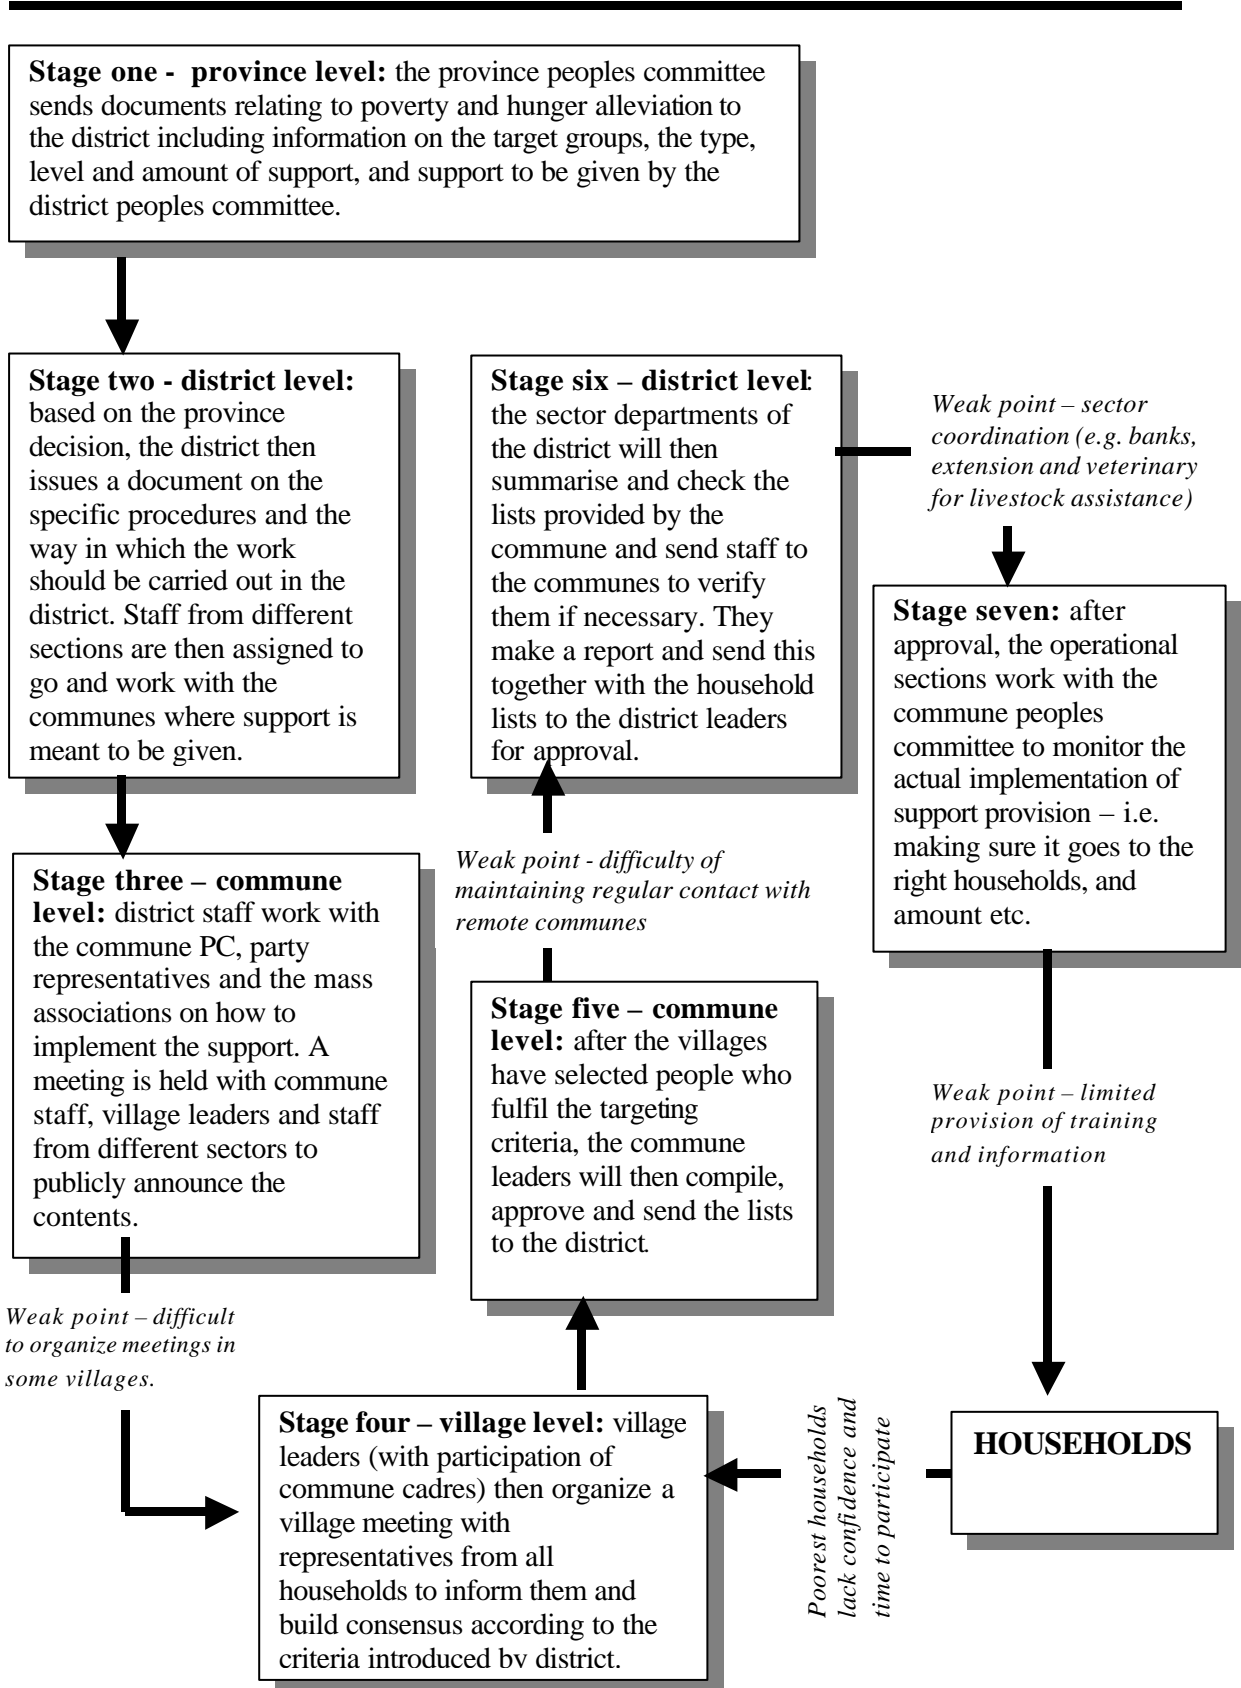 Stage one - province level: the province peoples committee
sends documents relating to poverty and hunger alleviation to
the district including information on the target groups, the type,
level and amount of support, and support to be given by the
district peoples committee.
Stage two - district level:
based on the province
decision, the district then
issues a document on the
specific procedures and the
way in which the work
should be carried out in the
district. Staff from different
sections are then assigned to
go and work with the
communes where support is
meant to be given.
Stage three – commune
level: district staff work with
the commune PC, party
representatives and the mass
associations on how to
implement the support. A
meeting is held with commune
staff, village leaders and staff
from different sectors to
publicly announce the
contents.
Weak point – difficult
to organize meetings in
some villages.
Stage four – village level: village
leaders (with participation of
commune cadres) then organize a
village meeting with
representatives from all
households to inform them and
build consensus according to the
criteria introduced by district.
Stage five – commune
level: after the villages
have selected people who
fulfil the targeting
criteria, the commune
leaders will then compile,
approve and send the lists
to the district.
Weak point - difficulty of
maintaining regular contact with
remote communes
Stage six – district level:
the sector departments of
the district will then
summarise and check the
lists provided by the
commune and send staff to
the communes to verify
them if necessary. They
make a report and send this
together with the household
lists to the district leaders
for approval.
Weak point – sector
coordination (e.g. banks,
extension and veterinary
for livestock assistance)
Stage seven: after
approval, the operational
sections work with the
commune peoples
committee to monitor the
actual implementation of
support provision – i.e.
making sure it goes to the
right households, and
amount etc.
Weak point – limited
provision of training
and information
HOUSEHOLDS
Poorest households
lack confidence and
time to participate